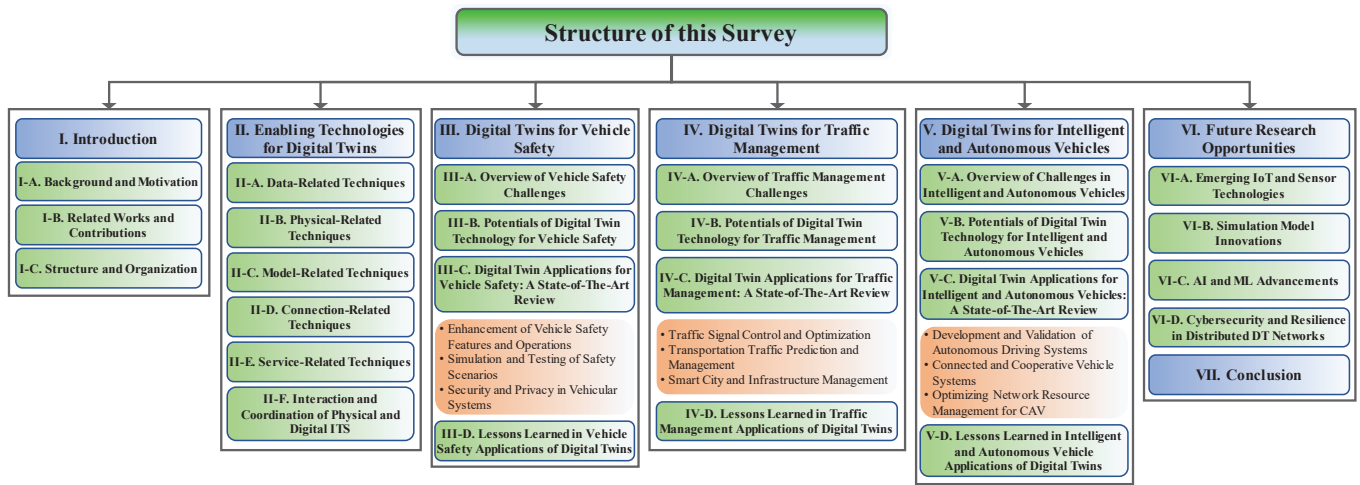 Structure of this Survey
I. Introduction
I-A. Background and Motivation
I-B. Related Works and
Contributions
I-C. Structure and Organization
II. Enabling Technologies
for Digital Twins
II-A. Data-Related Techniques
II-B. Physical-Related
Techniques
II-C. Model-Related Techniques
II-D. Connection-Related
Techniques
II-E. Service-Related Techniques
II-F. Interaction and
Coordination of Physical and
Digital ITS
III. Digital Twins for Vehicle
Safety
III-A. Overview of Vehicle Safety
Challenges
III-B. Potentials of Digital Twin
Technology for Vehicle Safety
III-C. Digital Twin Applications for
Vehicle Safety: A State-of-The-Art
Review
• Enhancement of Vehicle Safety
Features and Operations
• Simulation and Testing of Safety
Scenarios
• Security and Privacy in Vehicular
Systems
III-D. Lessons Learned in Vehicle
Safety Applications of Digital Twins
IV. Digital Twins for Traffic
Management
IV-A. Overview of Traffic Management
Challenges
IV-B. Potentials of Digital Twin
Technology for Traffic Management
IV-C. Digital Twin Applications for Traffic
Management: A State-of-The-Art Review
• Traffic Signal Control and Optimization
• Transportation Traffic Prediction and
Management
• Smart City and Infrastructure Management
IV-D. Lessons Learned in Traffic
Management Applications of Digital Twins
V. Digital Twins for Intelligent
and Autonomous Vehicles
V-A. Overview of Challenges in
Intelligent and Autonomous Vehicles
V-B. Potentials of Digital Twin
Technology for Intelligent and
Autonomous Vehicles
V-C. Digital Twin Applications for
Intelligent and Autonomous Vehicles:
A State-of-The-Art Review
• Development and Validation of
Autonomous Driving Systems
• Connected and Cooperative Vehicle
Systems
• Optimizing Network Resource
Management for CAV
V-D. Lessons Learned in Intelligent
and Autonomous Vehicle
Applications of Digital Twins
VI. Future Research
Opportunities
VI-A. Emerging IoT and Sensor
Technologies
VI-B. Simulation Model
Innovations
VI-C. AI and ML Advancements
VI-D. Cybersecurity and Resilience
in Distributed DT Networks
VII. Conclusion